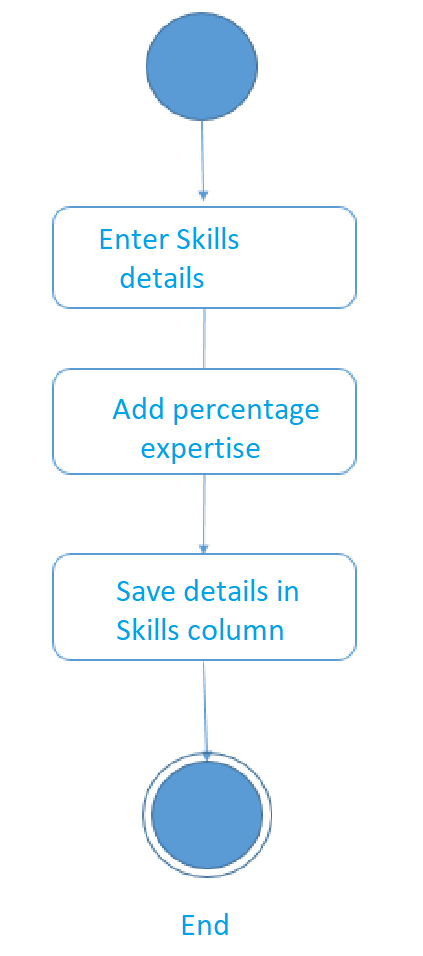 Enter Skills
details
Add percentage
expertise
Save details in
Skills column
End